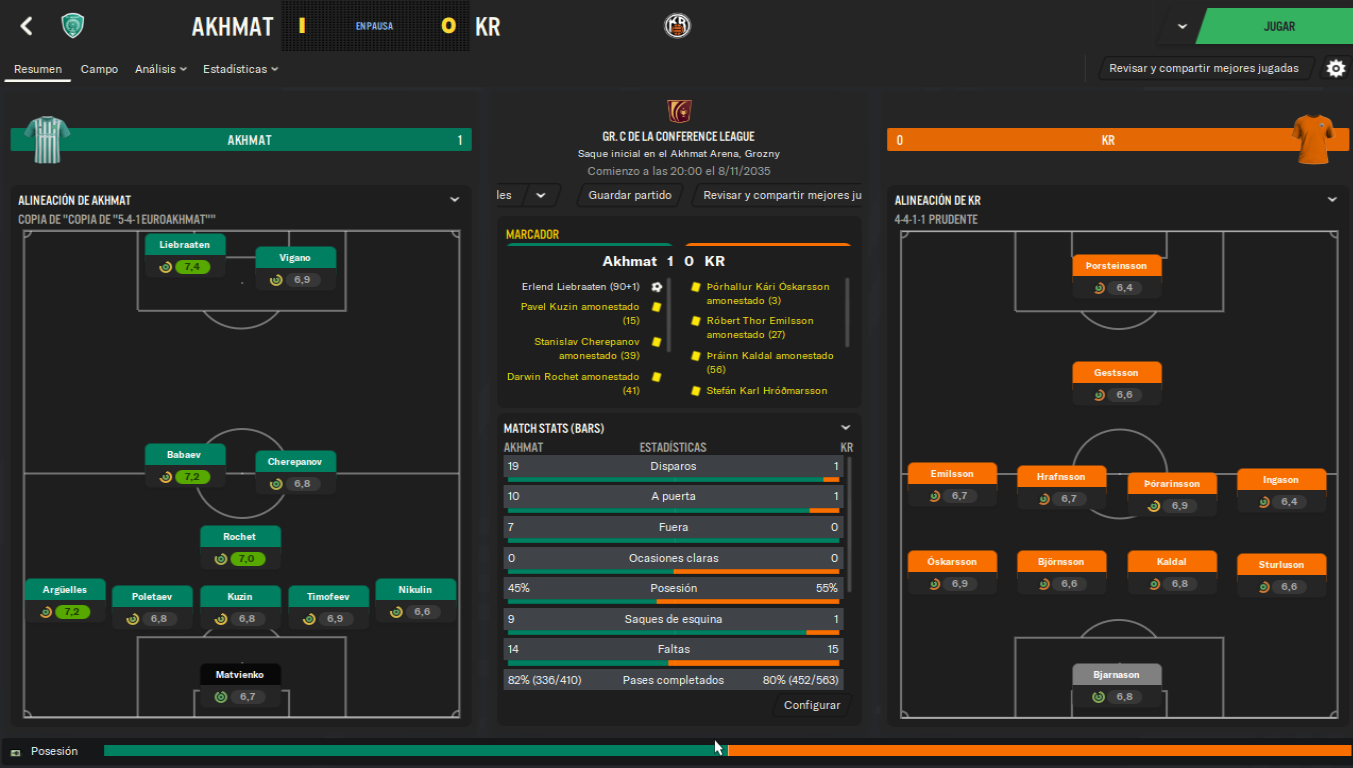 AKHMAT 1 EN PAUSA 0 KR
JUGAR
Resumen Campo Análisis Estadísticas
Revisar y compartir mejores jugadas
AKHMAT 1
ALINEACIÓN DE AKHMAT
COPIA DE "COPIA DE "5-4-1 EUROAKHMAT""
Liebraaten
7,4
Vigano
6,9
Babaev
7,2
Cherepanov
6,8
Rochet
7,0
Argüelles
7,2
Poletaev
6,8
Kuzin
6,8
Timofeev
6,9
Nikulin
6,6
Matvienko
6,7
GR. C DE LA CONFERENCE LEAGUE
Saque inicial en el Akhmat Arena, Grozny
Comienzo a las 20:00 el 8/11/2035
les Guardar partido Revisar y compartir mejores ju
MARCADOR
Akhmat 1 0 KR
Erlend Liebraaten (90+1)
Pavel Kuzin amonestado
(15)
Stanislav Cherepanov
amonestado (39)
Darwin Rochet amonestado
(41)
Þórhallur Kári Óskarsson
amonestado (3)
Róbert Thor Emilsson
amonestado (27)
Þráinn Kaldal amonestado
(56)
Stefán Karl Hróðmarsson
MATCH STATS (BARS)
AKHMAT ESTADÍSTICAS KR
19 Disparos 1
10 A puerta 1
7 Fuera 0
0 Ocasiones claras 0
45% Posesión 55%
9 Saques de esquina 1
14 Faltas 15
82% (336/410) Pases completados 80% (452/563)
Configurar
0 KR
ALINEACIÓN DE KR
4-4-1-1 PRUDENTE
Þorsteinsson
6,4
Gestsson
6,6
Emilsson
6,7
Hrafnsson
6,7
Þórarinsson
6,9
Ingason
6,4
Óskarsson
6,9
Björnsson
6,6
Kaldal
6,8
Sturluson
6,6
Bjarnason
6,8
Posesión